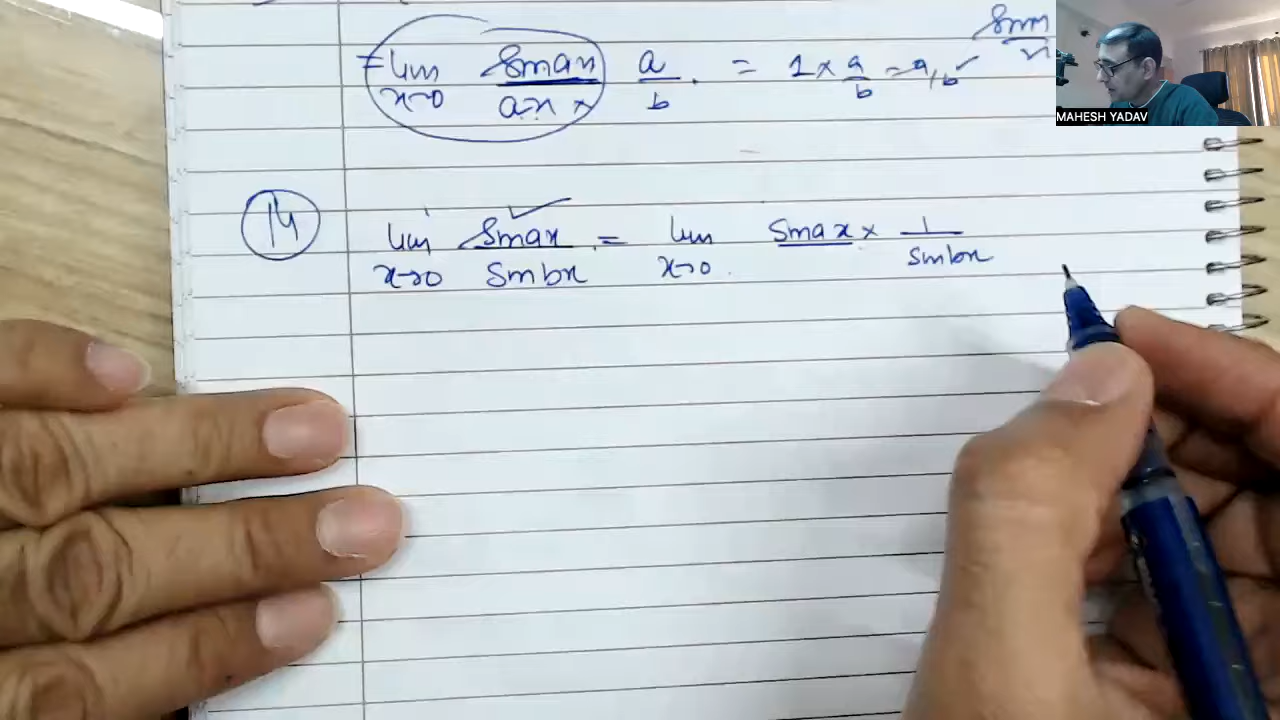 = lim x→0 sin ax / ax × a/b = 1 × a/b = a/b ✓
MAHESH YADAV
14 lim x→0 sin ax / sin bx = lim x→0 sin ax × 1 / sin bx